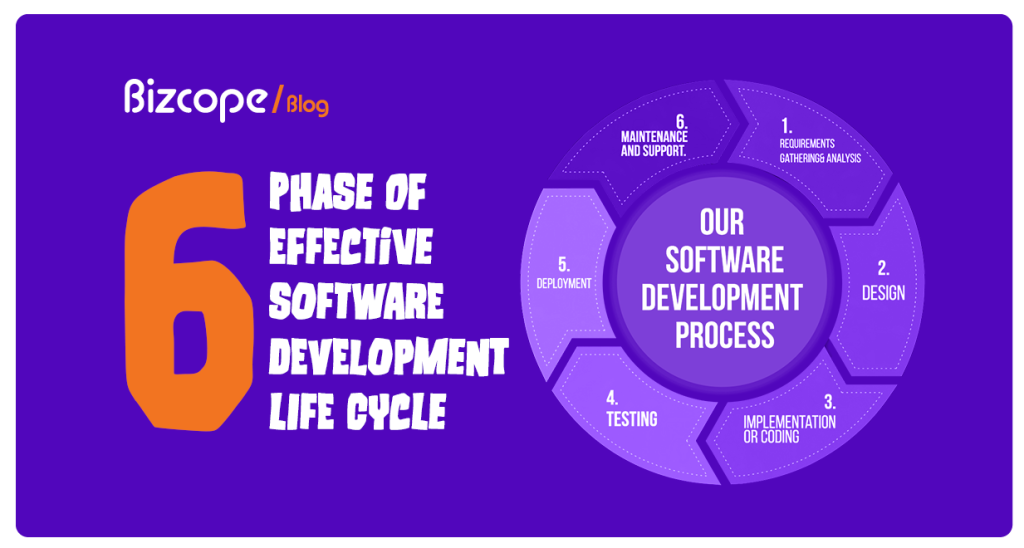 Bizcope/Blog
6
PHASE OF
EFFECTIVE
SOFTWARE
DEVELOPMENT
LIFE CYCLE
OUR
SOFTWARE
DEVELOPMENT
PROCESS
1.
REQUIREMENTS
GATHERING& ANALYSIS
2.
DESIGN
3.
IMPLEMENTATION
OR CODING
4.
TESTING
5.
DEPLOYMENT
6.
MAINTENANCE
AND SUPPORT.